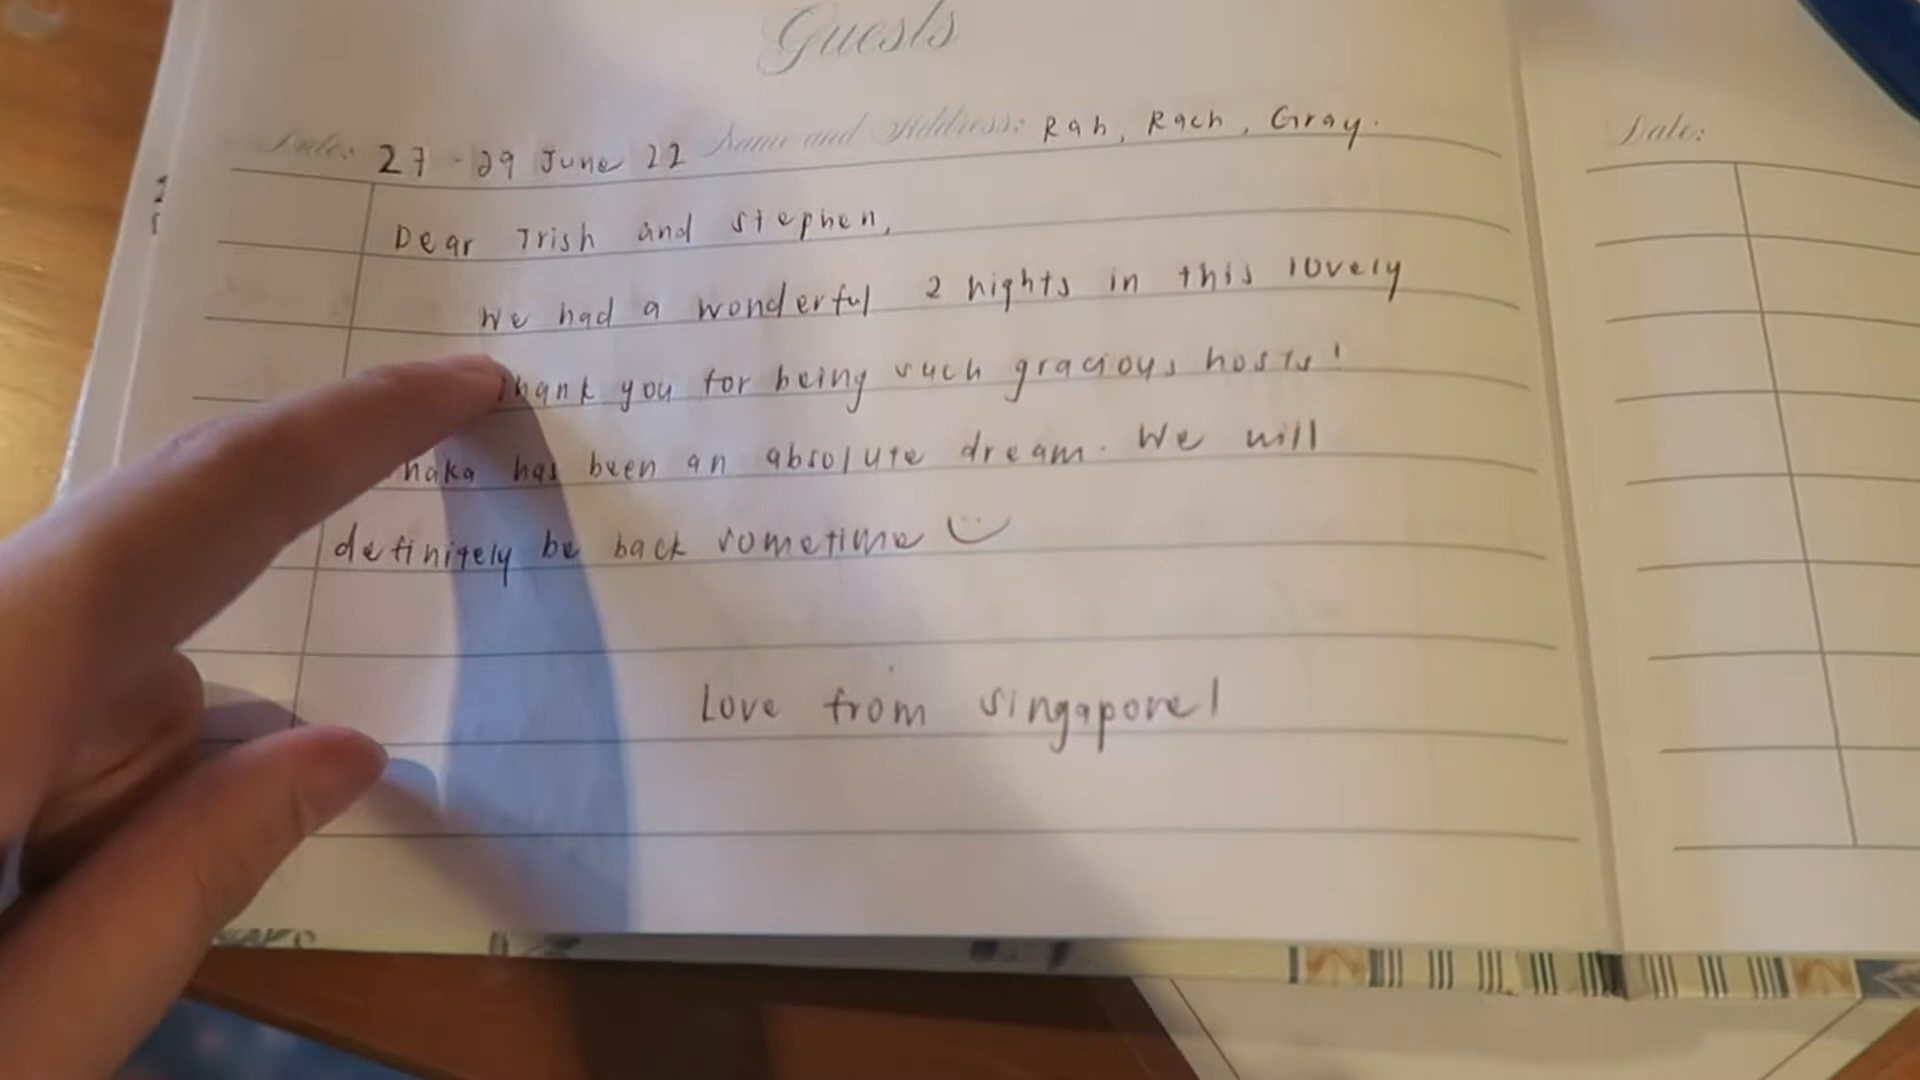 Guests
Date: 27 - 29 June 22 Name and Address: Rah, Rach, Gray.
Dear Trish and Stephen,
We had a wonderful 2 nights in this lovely
Thank you for being such gracious hosts!
has been an absolute dream. We will
definitely be back sometime
Love from Singapore!
Date: